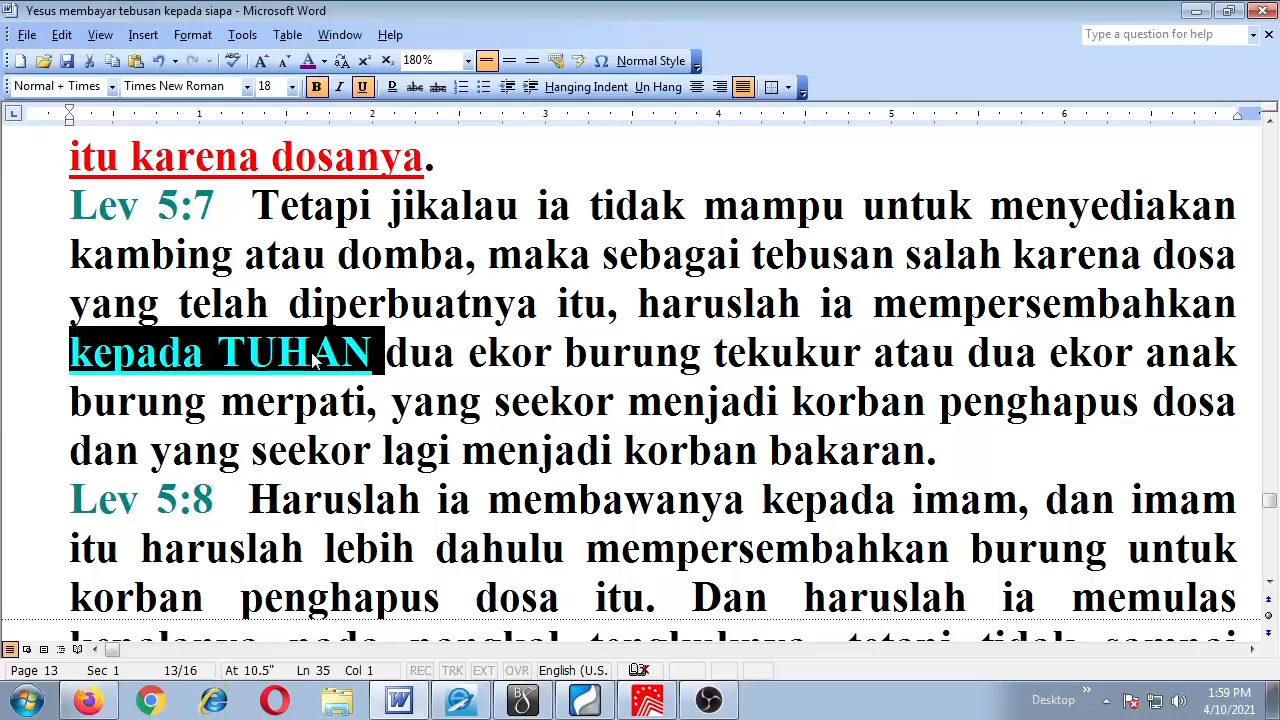 Yesus membayar tebusan kepada siapa - Microsoft Word
File Edit View Insert Format Tools Table Window Help
Type a question for help
180%
Normal Style
Normal + Times
Times New Roman
18
B I U
Hanging Indent Un Hang
1 2 3 4 5 6
itu karena dosanya.
Lev 5:7 Tetapi jikalau ia tidak mampu untuk menyediakan
kambing atau domba, maka sebagai tebusan salah karena dosa
yang telah diperbuatnya itu, haruslah ia mempersembahkan
kepada TUHAN dua ekor burung tekukur atau dua ekor anak
burung merpati, yang seekor menjadi korban penghapus dosa
dan yang seekor lagi menjadi korban bakaran.
Lev 5:8 Haruslah ia membawanya kepada imam, dan imam
itu haruslah lebih dahulu mempersembahkan burung untuk
korban penghapus dosa itu. Dan haruslah ia memulas
Page 13 Sec 1 13/16 At 10.5" Ln 35 Col 1 REC TRK EXT OVR English (U.S.
Desktop
1:59 PM
4/10/2021